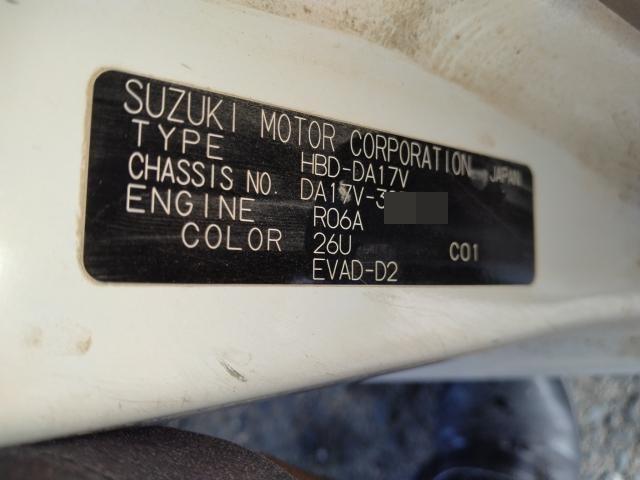 SUZUKI MOTOR CORPORATION JAPAN
TYPE HBD-DA17V
CHASSIS NO. DA17V-3
ENGINE R06A
COLOR 26U C01
EVAD-D2